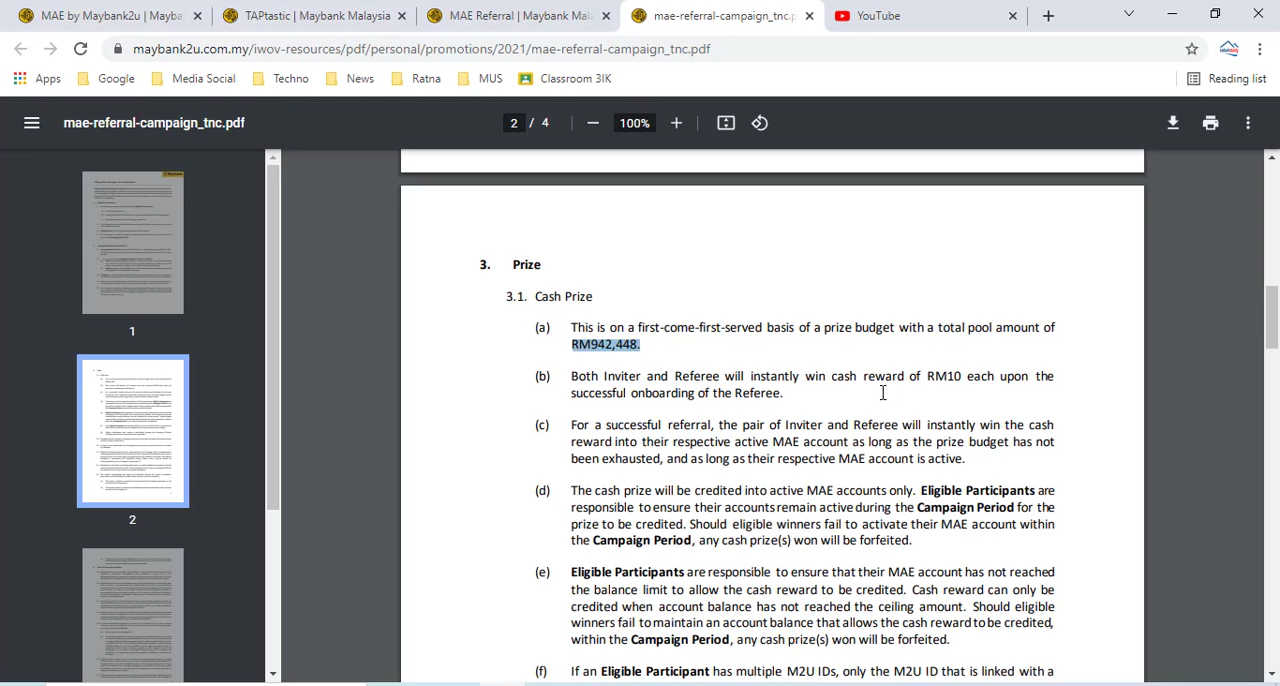 MAE by Maybank2u | Mayba
TAPtastic | Maybank Malaysia
MAE Referral | Maybank Mala
mae-referral-campaign_tnc.p
YouTube
maybank2u.com.my/iwov-resources/pdf/personal/promotions/2021/mae-referral-campaign_tnc.pdf
Apps Google Media Social Techno News Ratna MUS Classroom 3IK Reading list
mae-referral-campaign_tnc.pdf
2 / 4
100%
1
2
3. Prize
3.1. Cash Prize
(a) This is on a first-come-first-served basis of a prize budget with a total pool amount of
RM942,448.
(b) Both Inviter and Referee will instantly win cash reward of RM10 each upon the
successful onboarding of the Referee.
(c) For a successful referral, the pair of Inviter and Referee will instantly win the cash
reward into their respective active MAE account as long as the prize budget has not
been exhausted, and as long as their respective MAE account is active.
(d) The cash prize will be credited into active MAE accounts only. Eligible Participants are
responsible to ensure their accounts remain active during the Campaign Period for the
prize to be credited. Should eligible winners fail to activate their MAE account within
the Campaign Period, any cash prize(s) won will be forfeited.
(e) Eligible Participants are responsible to ensure that their MAE account has not reached
the balance limit to allow the cash reward to be credited. Cash reward can only be
credited when account balance has not reached the ceiling amount. Should eligible
winners fail to maintain an account balance that allows the cash reward to be credited,
within the Campaign Period, any cash prize(s) won will be forfeited.
If an Eligible Participant has multiple M2U IDs, only the M2U ID that is linked with a